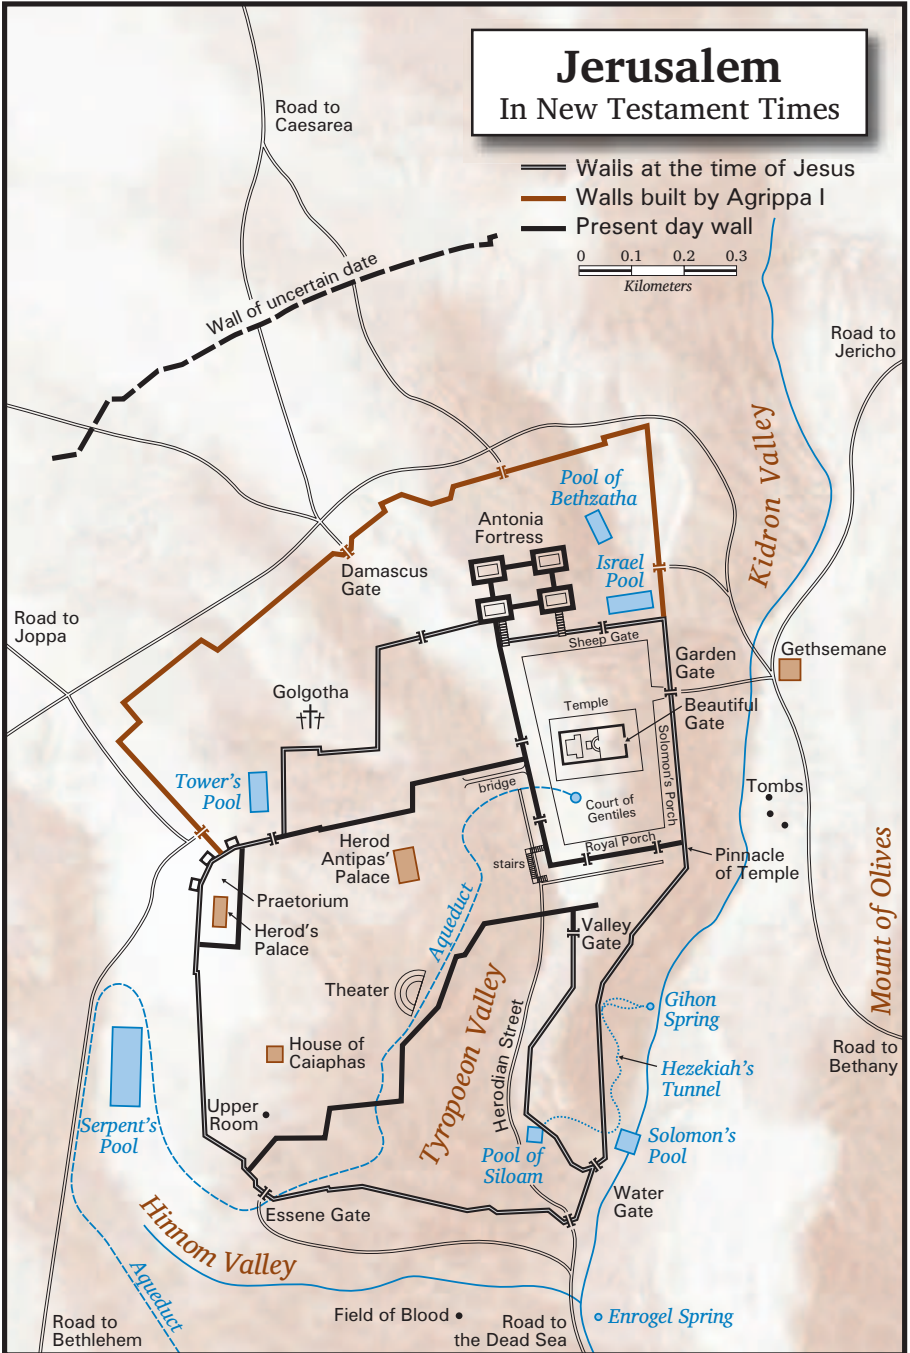 Jerusalem
In New Testament Times
Walls at the time of Jesus
Walls built by Agrippa I
Present day wall
0 0.1 0.2 0.3
Kilometers
Road to
Caesarea
Wall of uncertain date
Road to
Jericho
Kidron Valley
Pool of
Bethzatha
Antonia
Fortress
Israel
Pool
Damascus
Gate
Road to
Joppa
Sheep Gate
Garden
Gate
Gethsemane
Golgotha
Temple
Beautiful
Gate
Solomon's Porch
Tower's
Pool
bridge
Court of
Gentiles
Tombs
Herod
Antipas'
Palace
Royal Porch
stairs
Pinnacle
of Temple
Mount of Olives
Praetorium
Herod's
Palace
Aqueduct
Valley
Gate
Theater
Tyropoeon Valley
Herodian Street
Gihon
Spring
House of
Caiaphas
Hezekiah's
Tunnel
Road to
Bethany
Upper
Room
Serpent's
Pool
Pool of
Siloam
Solomon's
Pool
Water
Gate
Essene Gate
Hinnom Valley
Aqueduct
Road to
Bethlehem
Field of Blood
Road to
the Dead Sea
Enrogel Spring